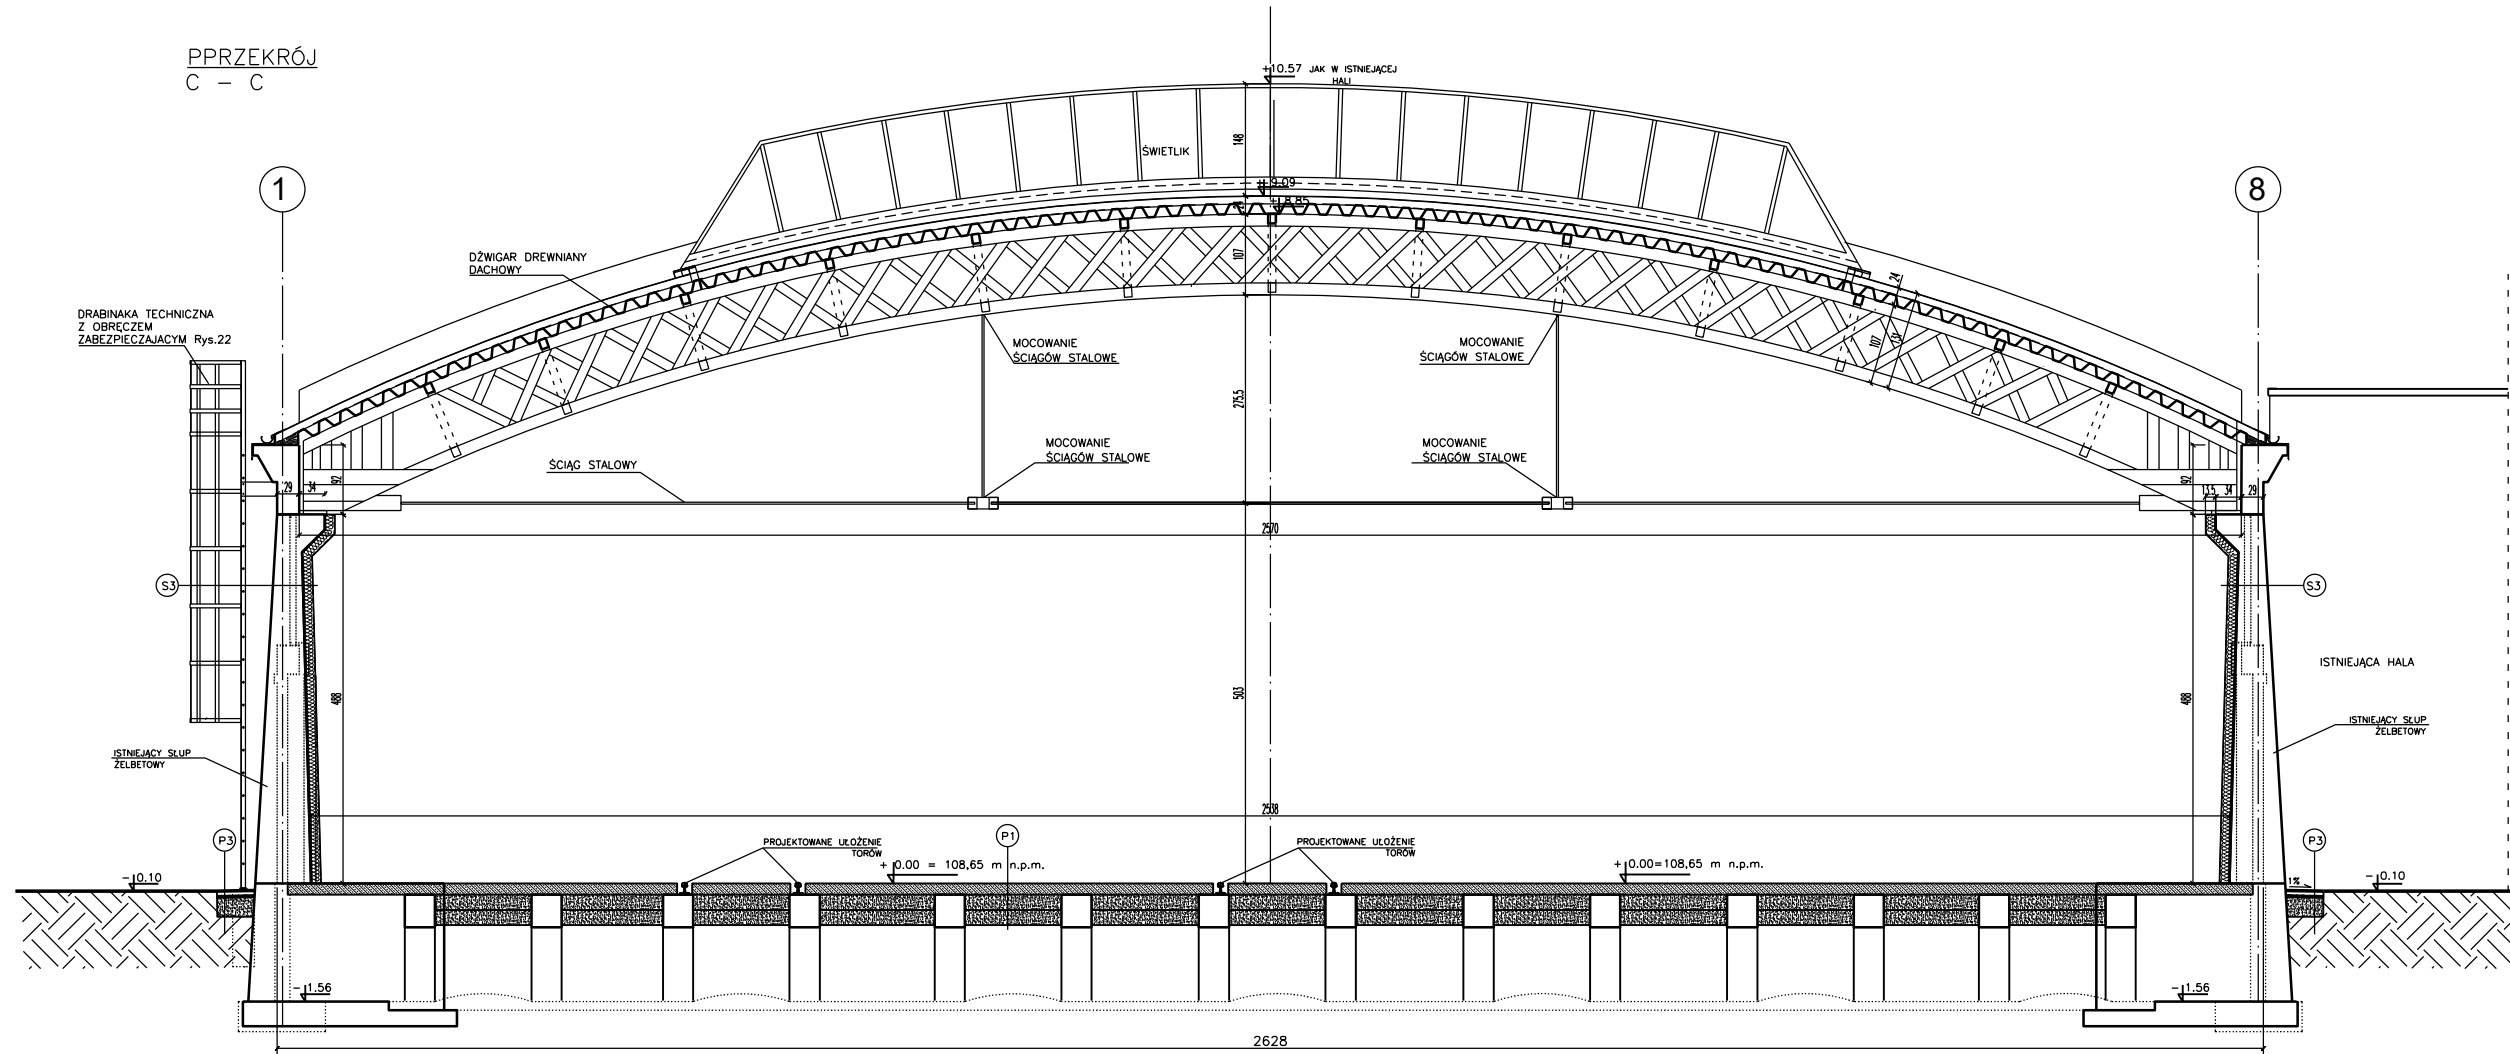 PPRZEKRÓJ
C - C
+10.57 JAK W ISTNIEJĄCEJ
HALI
148
ŚWIETLIK
1
8
+9.09
24
+8.85
107
DŹWIGAR DREWNIANY
DACHOWY
24
107
131
DRABINAKA TECHNICZNA
Z OBRĘCZEM
ZABEZPIECZAJACYM Rys.22
MOCOWANIE
ŚCIĄGÓW STALOWE
MOCOWANIE
ŚCIĄGÓW STALOWE
275.5
MOCOWANIE
ŚCIĄGÓW STALOWE
MOCOWANIE
ŚCIĄGÓW STALOWE
ŚCIĄG STALOWY
29
34
92
92
13.5
34
29
2570
S3
S3
ISTNIEJĄCA HALA
488
503
488
ISTNIEJĄCY SŁUP
ŻELBETOWY
ISTNIEJĄCY SŁUP
ŻELBETOWY
2538
P3
PROJEKTOWANE UŁOŻENIE
TORÓW
P1
PROJEKTOWANE UŁOŻENIE
TORÓW
P3
+ 0.00 = 108,65 m n.p.m.
+ 0.00=108,65 m n.p.m.
- 0.10
1%
- 0.10
- 1.56
- 1.56
2628